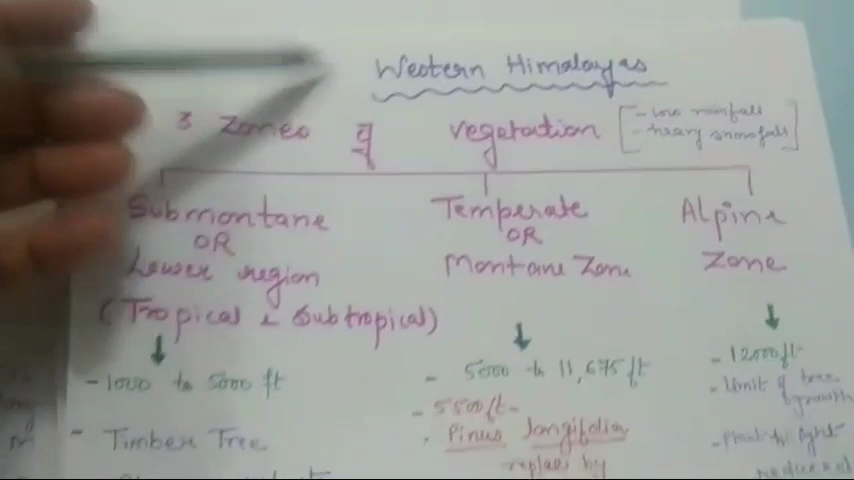 Western Himalayas
3 Zones of vegetation [- low rainfall
- heavy snowfall]
Submontane
OR
Lower region
(Tropical & Subtropical)
- 1000 to 5000 ft
- Timber Tree
Temperate
OR
Montane Zone
- 5000 to 11,675 ft
- 5500 ft -
. Pinus longifolia
replace by
Alpine
Zone
- 12000 ft
- Limit of tree
growth
reduced